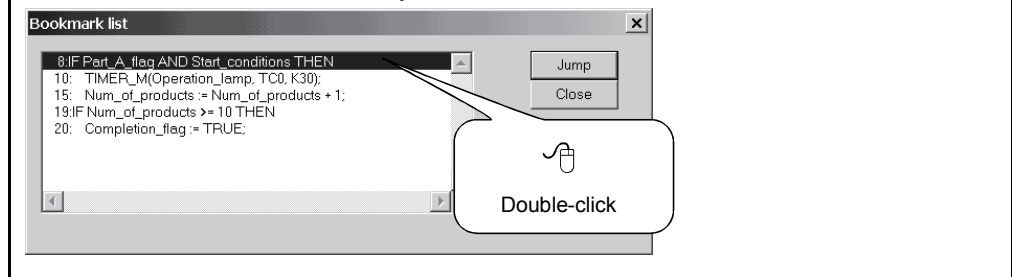 Bookmark list
8:IF Part_A_flag AND Start_conditions THEN
10: TIMER_M(Operation_lamp, TC0, K30);
15: Num_of_products := Num_of_products + 1;
19:IF Num_of_products >= 10 THEN
20: Completion_flag := TRUE;
Jump
Close
Double-click